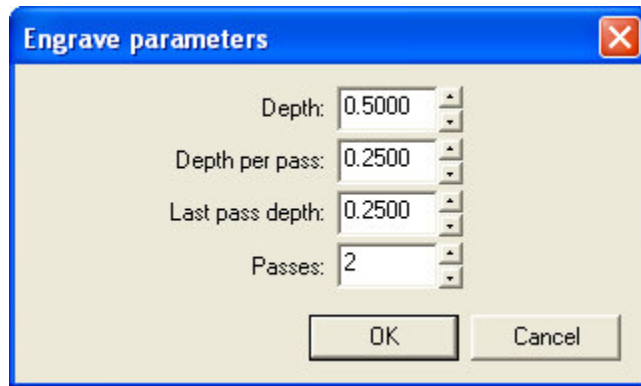 Engrave parameters
Depth: 0.5000
Depth per pass: 0.2500
Last pass depth: 0.2500
Passes: 2
OK Cancel